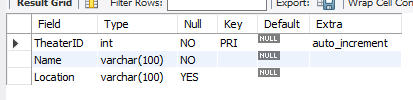 Result Grid Filter Rows: Export: Wrap Cell Con
Field Type Null Key Default Extra
TheaterID int NO PRI NULL auto_increment
Name varchar(100) NO NULL
Location varchar(100) YES NULL